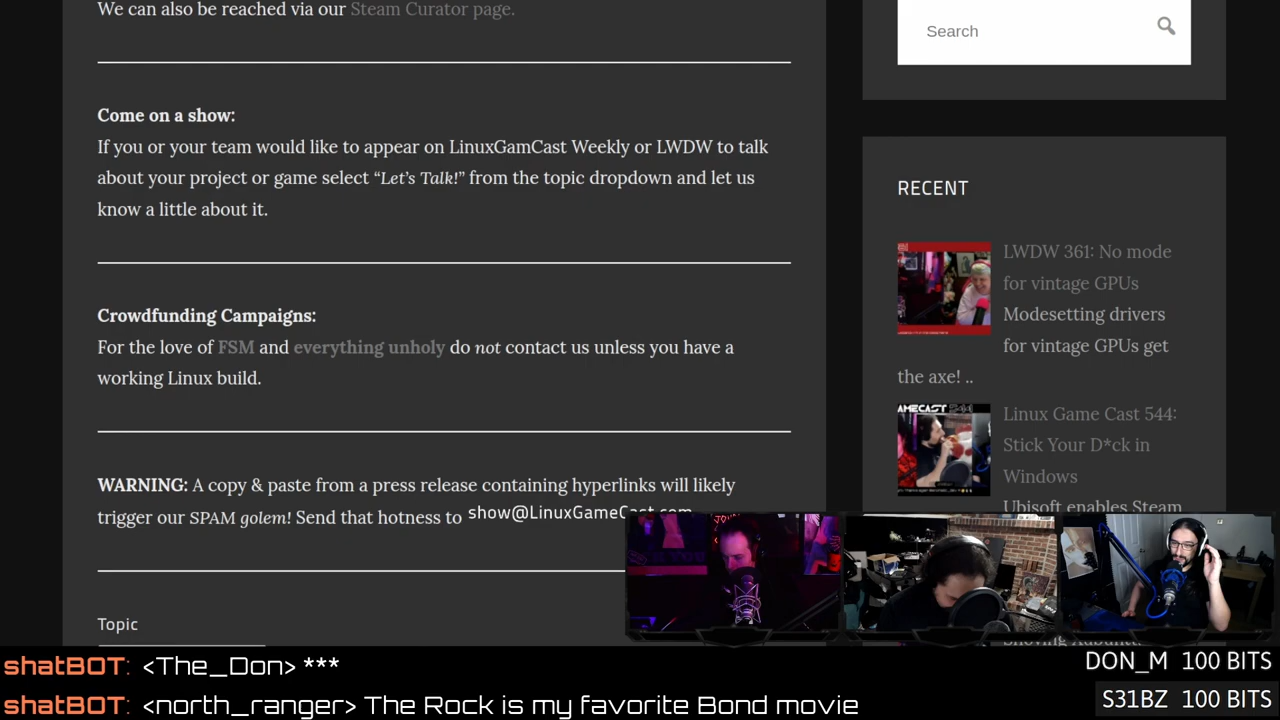 We can also be reached via our Steam Curator page.
Come on a show:
If you or your team would like to appear on LinuxGamCast Weekly or LWDW to talk
about your project or game select “Let’s Talk!” from the topic dropdown and let us
know a little about it.
Crowdfunding Campaigns:
For the love of FSM and everything unholy do not contact us unless you have a
working Linux build.
WARNING: A copy & paste from a press release containing hyperlinks will likely
trigger our SPAM golem! Send that hotness to show@LinuxGameCast.com
Topic
Search
RECENT
LWDW 361: No mode
for vintage GPUs
Modesetting drivers
for vintage GPUs get
the axe! ..
Linux Game Cast 544:
Stick Your D*ck in
Windows
Ubisoft enables Steam
shatBOT: <The_Don> ***
shatBOT: <north_ranger> The Rock is my favorite Bond movie
DON_M 100 BITS
S31BZ 100 BITS